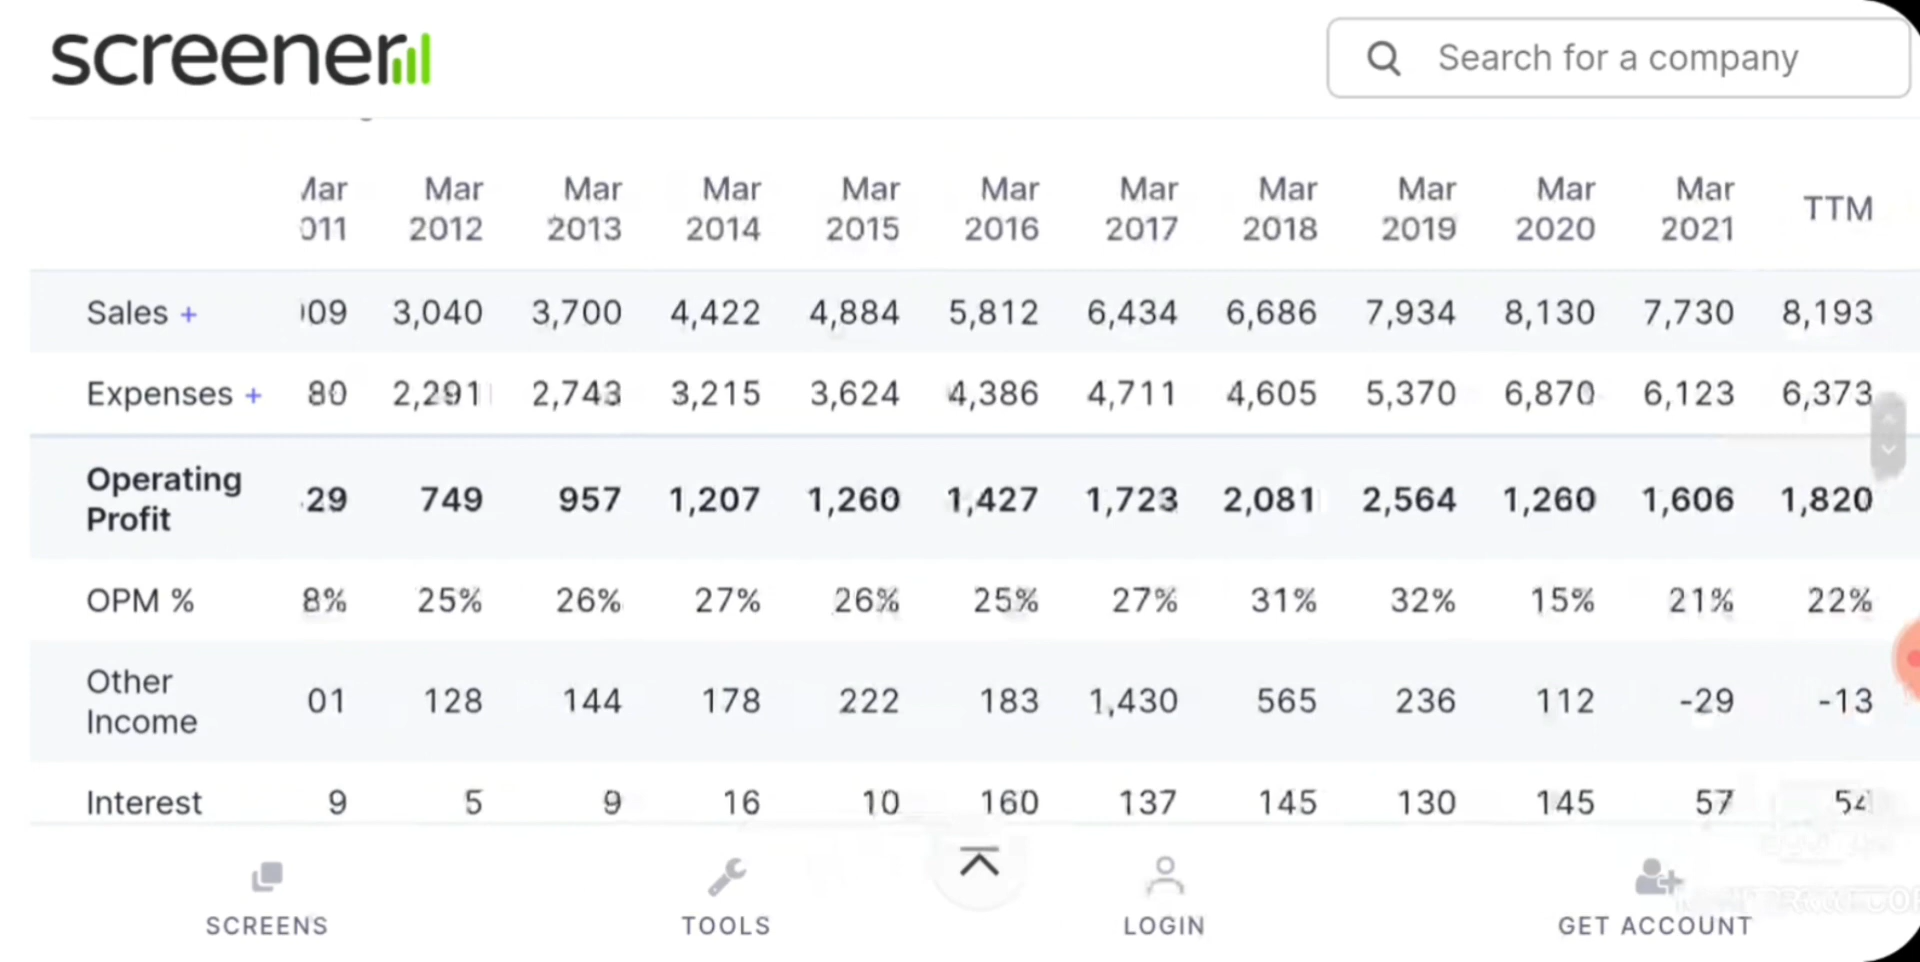 screener
Search for a company
Mar Mar Mar Mar Mar Mar Mar Mar Mar Mar TTM
011 2012 2013 2014 2015 2016 2017 2018 2019 2020 2021
Sales + 09 3,040 3,700 4,422 4,884 5,812 6,434 6,686 7,934 8,130 7,730 8,193
Expenses + 80 2,291 2,743 3,215 3,624 4,386 4,711 4,605 5,370 6,870 6,123 6,373
Operating
Profit 29 749 957 1,207 1,260 1,427 1,723 2,081 2,564 1,260 1,606 1,820
OPM % 8% 25% 26% 27% 26% 25% 27% 31% 32% 15% 21% 22%
Other
Income 01 128 144 178 222 183 1,430 565 236 112 -29 -13
Interest 9 5 9 16 10 160 137 145 130 145 57 54
SCREENS TOOLS LOGIN GET ACCOUNT